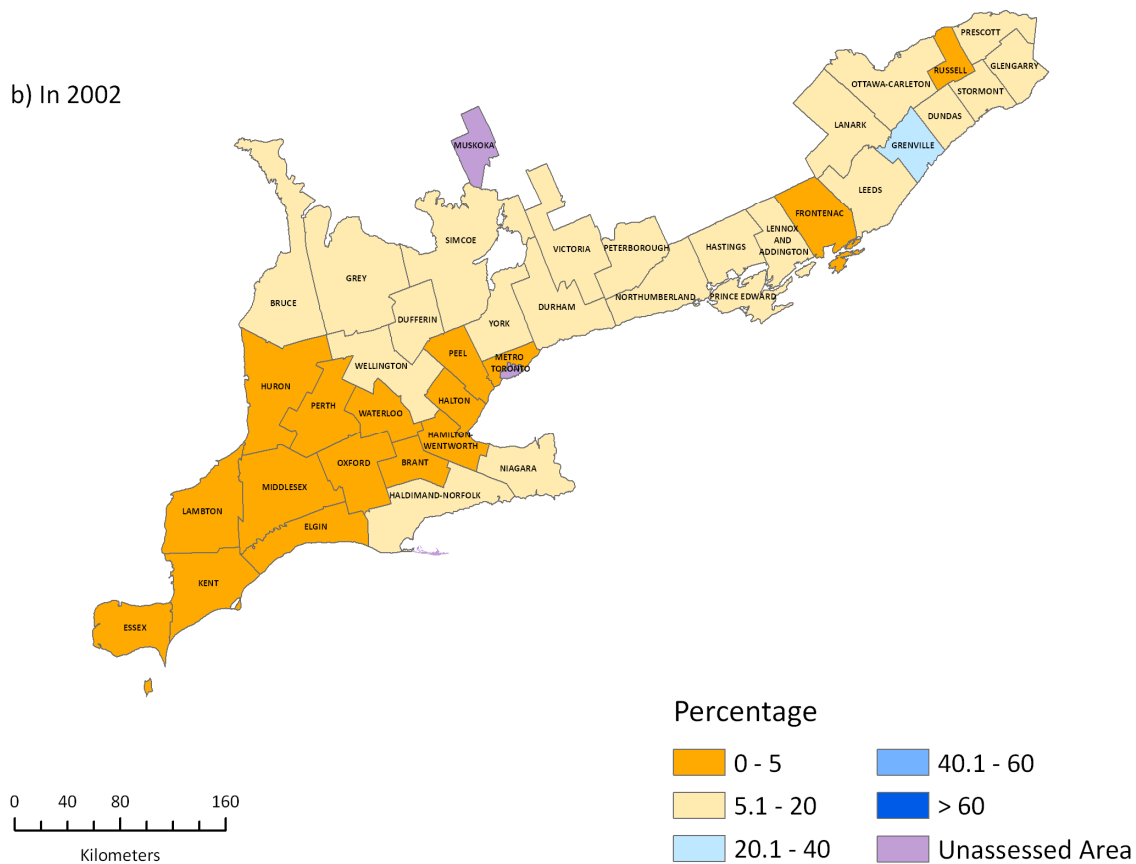 b) In 2002
PRESCOTT
RUSSELL
GLENGARRY
OTTAWA-CARLETON
STORMONT
DUNDAS
LANARK
GRENVILLE
MUSKOKA
LEEDS
FRONTENAC
LENNOX
AND
ADDINGTON
SIMCOE
VICTORIA
PETERBOROUGH
HASTINGS
GREY
BRUCE
DUFFERIN
DURHAM
NORTHUMBERLAND
PRINCE EDWARD
YORK
PEEL
METRO
TORONTO
WELLINGTON
HURON
PERTH
WATERLOO
HALTON
HAMILTON-
WENTWORTH
OXFORD
BRANT
NIAGARA
MIDDLESEX
HALDIMAND-NORFOLK
LAMBTON
ELGIN
KENT
ESSEX
Percentage
0 - 5
40.1 - 60
5.1 - 20
> 60
20.1 - 40
Unassessed Area
0 40 80 160
Kilometers